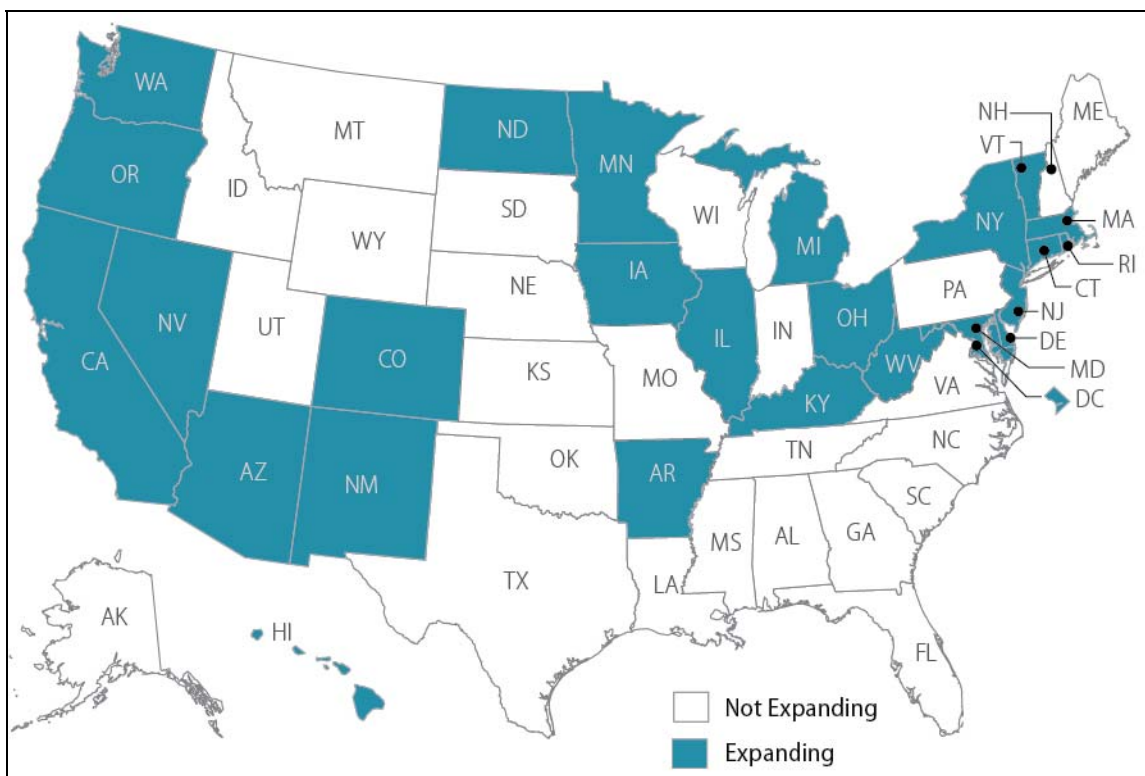 WA
MT
ND
MN
OR
ID
SD
WI
MI
NY
VT
NH
ME
MA
RI
CT
WY
IA
NE
PA
NJ
DE
MD
DC
NV
UT
CO
IL
IN
OH
WV
VA
CA
KS
MO
KY
AZ
NM
OK
AR
TN
NC
SC
TX
LA
MS
AL
GA
FL
AK
HI
Not Expanding
Expanding